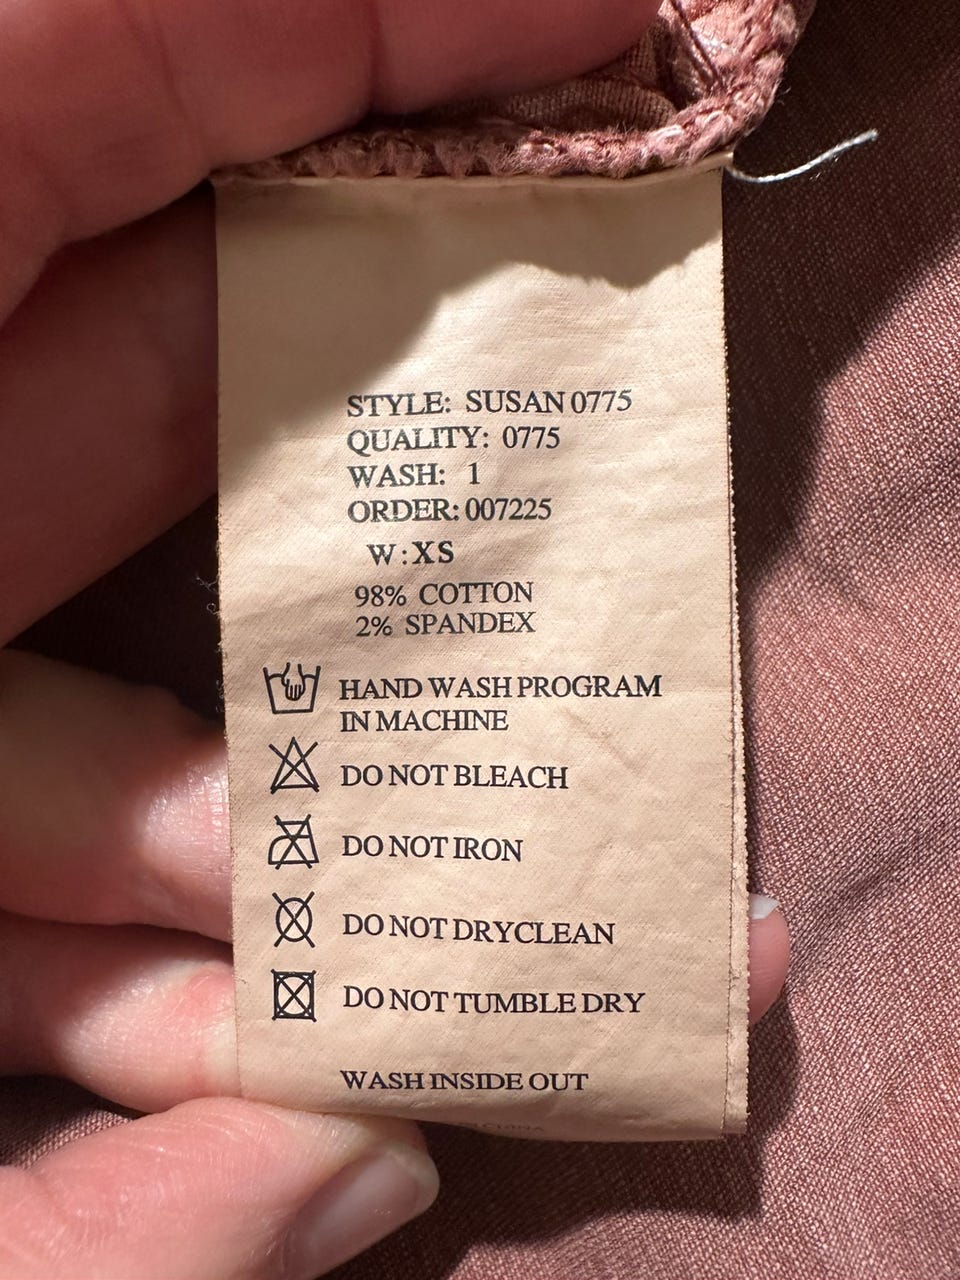 STYLE: SUSAN 0775
QUALITY: 0775
WASH: 1
ORDER: 007225
W:XS
98% COTTON
2% SPANDEX
HAND WASH PROGRAM
IN MACHINE
DO NOT BLEACH
DO NOT IRON
DO NOT DRYCLEAN
DO NOT TUMBLE DRY
WASH INSIDE OUT